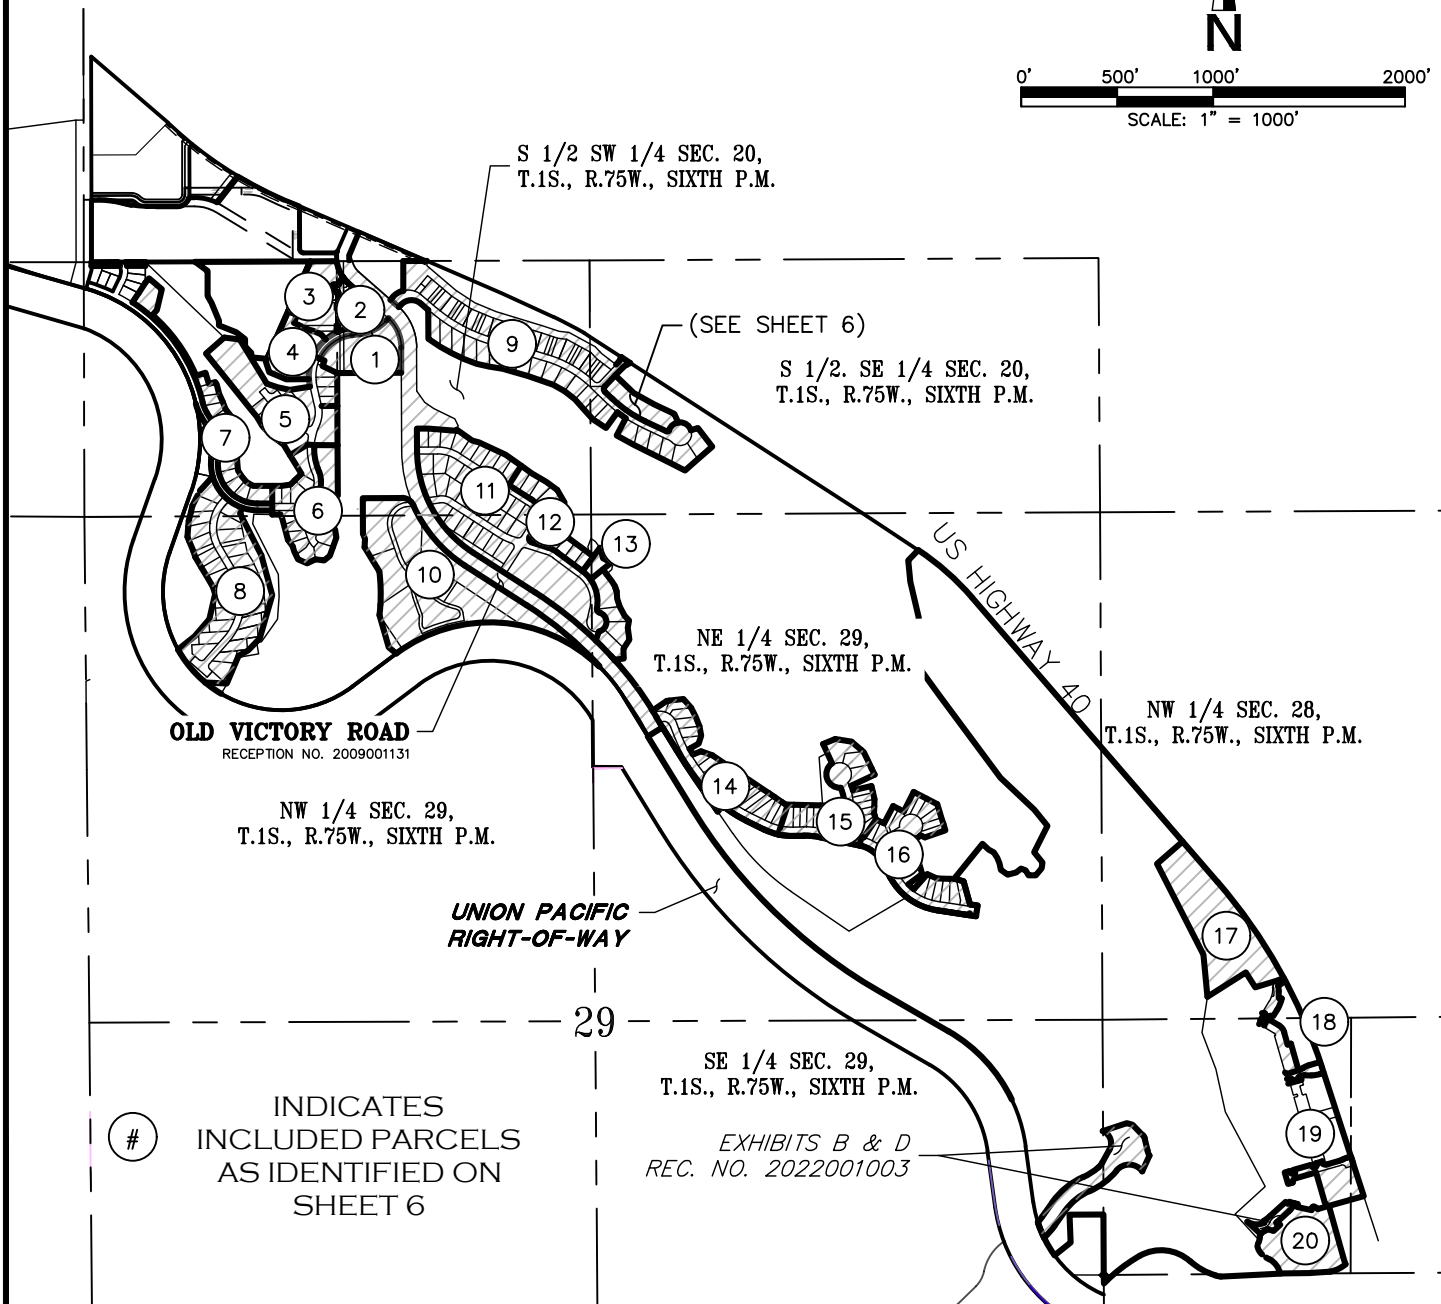 N
0' 500' 1000' 2000'
SCALE: 1" = 1000'
S 1/2 SW 1/4 SEC. 20,
T.1S., R.75W., SIXTH P.M.
(SEE SHEET 6)
S 1/2. SE 1/4 SEC. 20,
T.1S., R.75W., SIXTH P.M.
3
2
4
1
9
5
7
6
8
11
12
13
10
US HIGHWAY 40
NE 1/4 SEC. 29,
T.1S., R.75W., SIXTH P.M.
NW 1/4 SEC. 28,
T.1S., R.75W., SIXTH P.M.
OLD VICTORY ROAD
RECEPTION NO. 2009001131
NW 1/4 SEC. 29,
T.1S., R.75W., SIXTH P.M.
14
15
16
UNION PACIFIC
RIGHT-OF-WAY
17
18
29
SE 1/4 SEC. 29,
T.1S., R.75W., SIXTH P.M.
EXHIBITS B & D
REC. NO. 2022001003
19
20
#
INDICATES
INCLUDED PARCELS
AS IDENTIFIED ON
SHEET 6